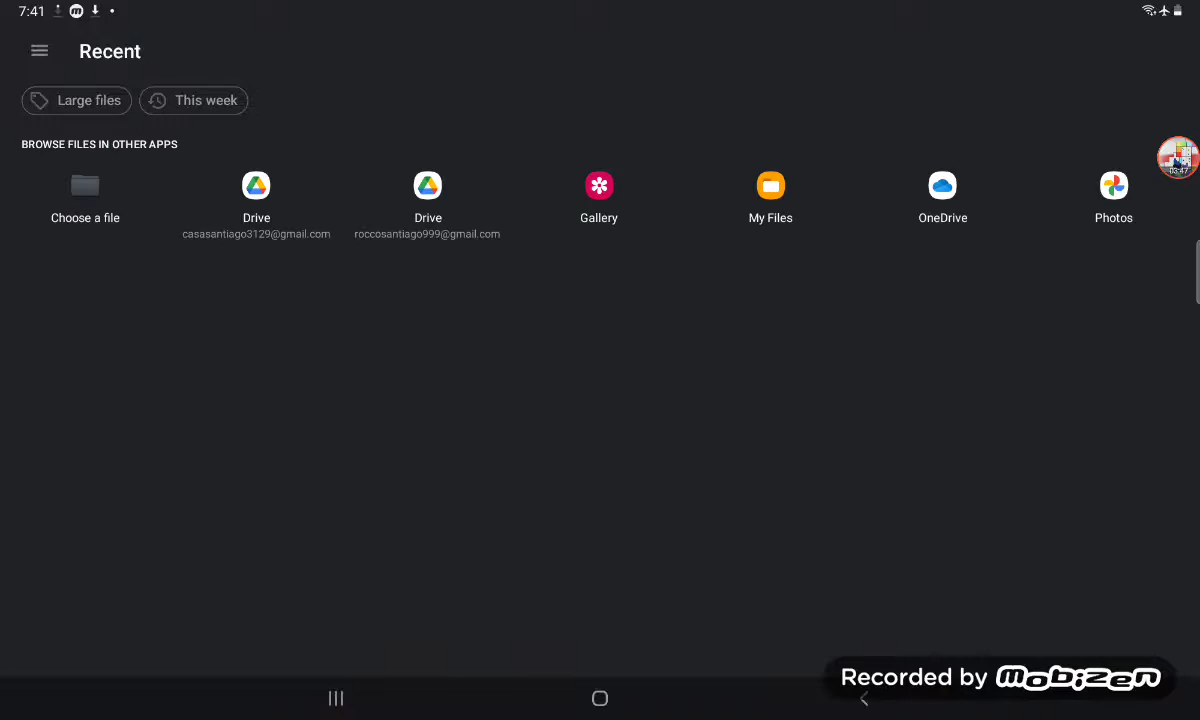 7:41
Recent
Large files
This week
BROWSE FILES IN OTHER APPS
03:47
Choose a file
Drive
casasantiago3129@gmail.com
Drive
roccosantiago999@gmail.com
Gallery
My Files
OneDrive
Photos
Recorded by mobizen